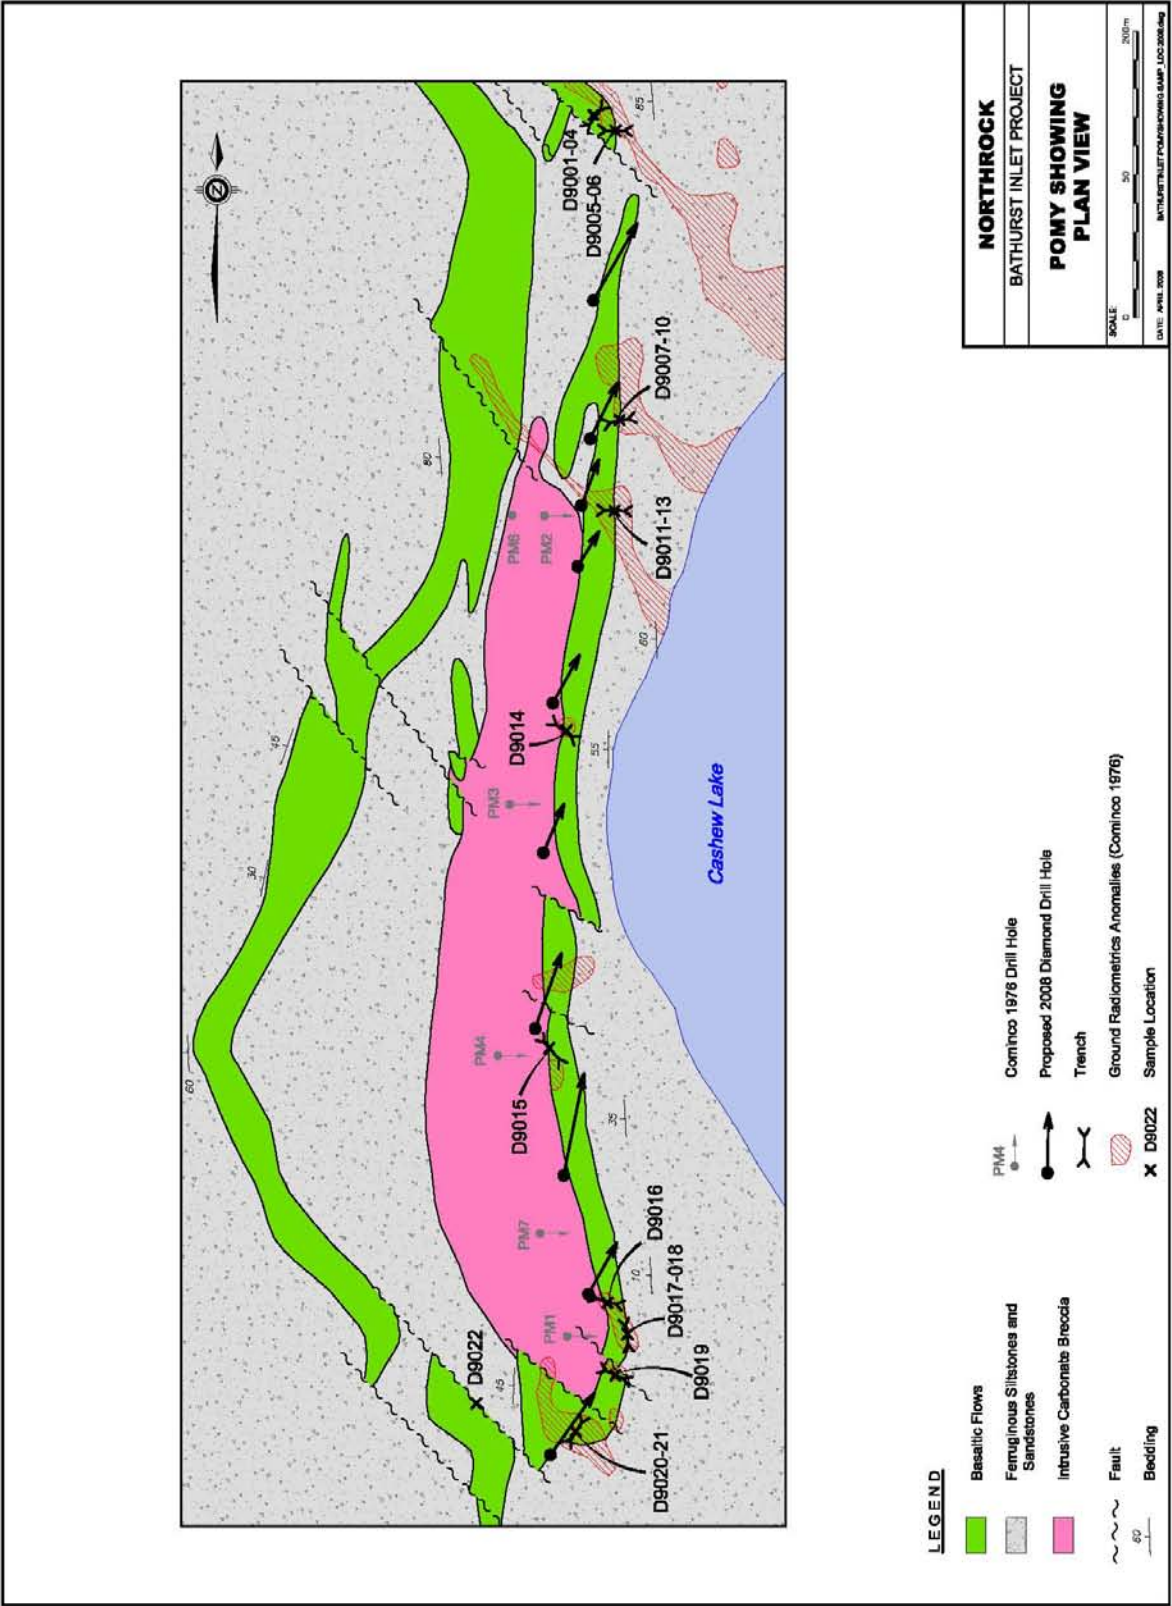 NORTHROCK
BATHURST INLET PROJECT
POMY SHOWING
PLAN VIEW
SCALE:
0 50 200m
DATE: APRIL 2008
N
D9001-04
D9005-06
D9007-10
D9011-13
D9014
D9015
D9016
D9017-018
D9019
D9020-21
D9022
PM6
PM2
PM3
PM4
PM7
PM1
85
80
60
45
55
30
60
35
10
45
Cashew Lake
LEGEND
Basaltic Flows
Ferruginous Siltstones and
Sandstones
Intrusive Carbonate Breccia
Fault
60
Bedding
PM4
Cominco 1976 Drill Hole
Proposed 2008 Diamond Drill Hole
Trench
Ground Radiometrics Anomalies (Cominco 1976)
D9022 Sample Location